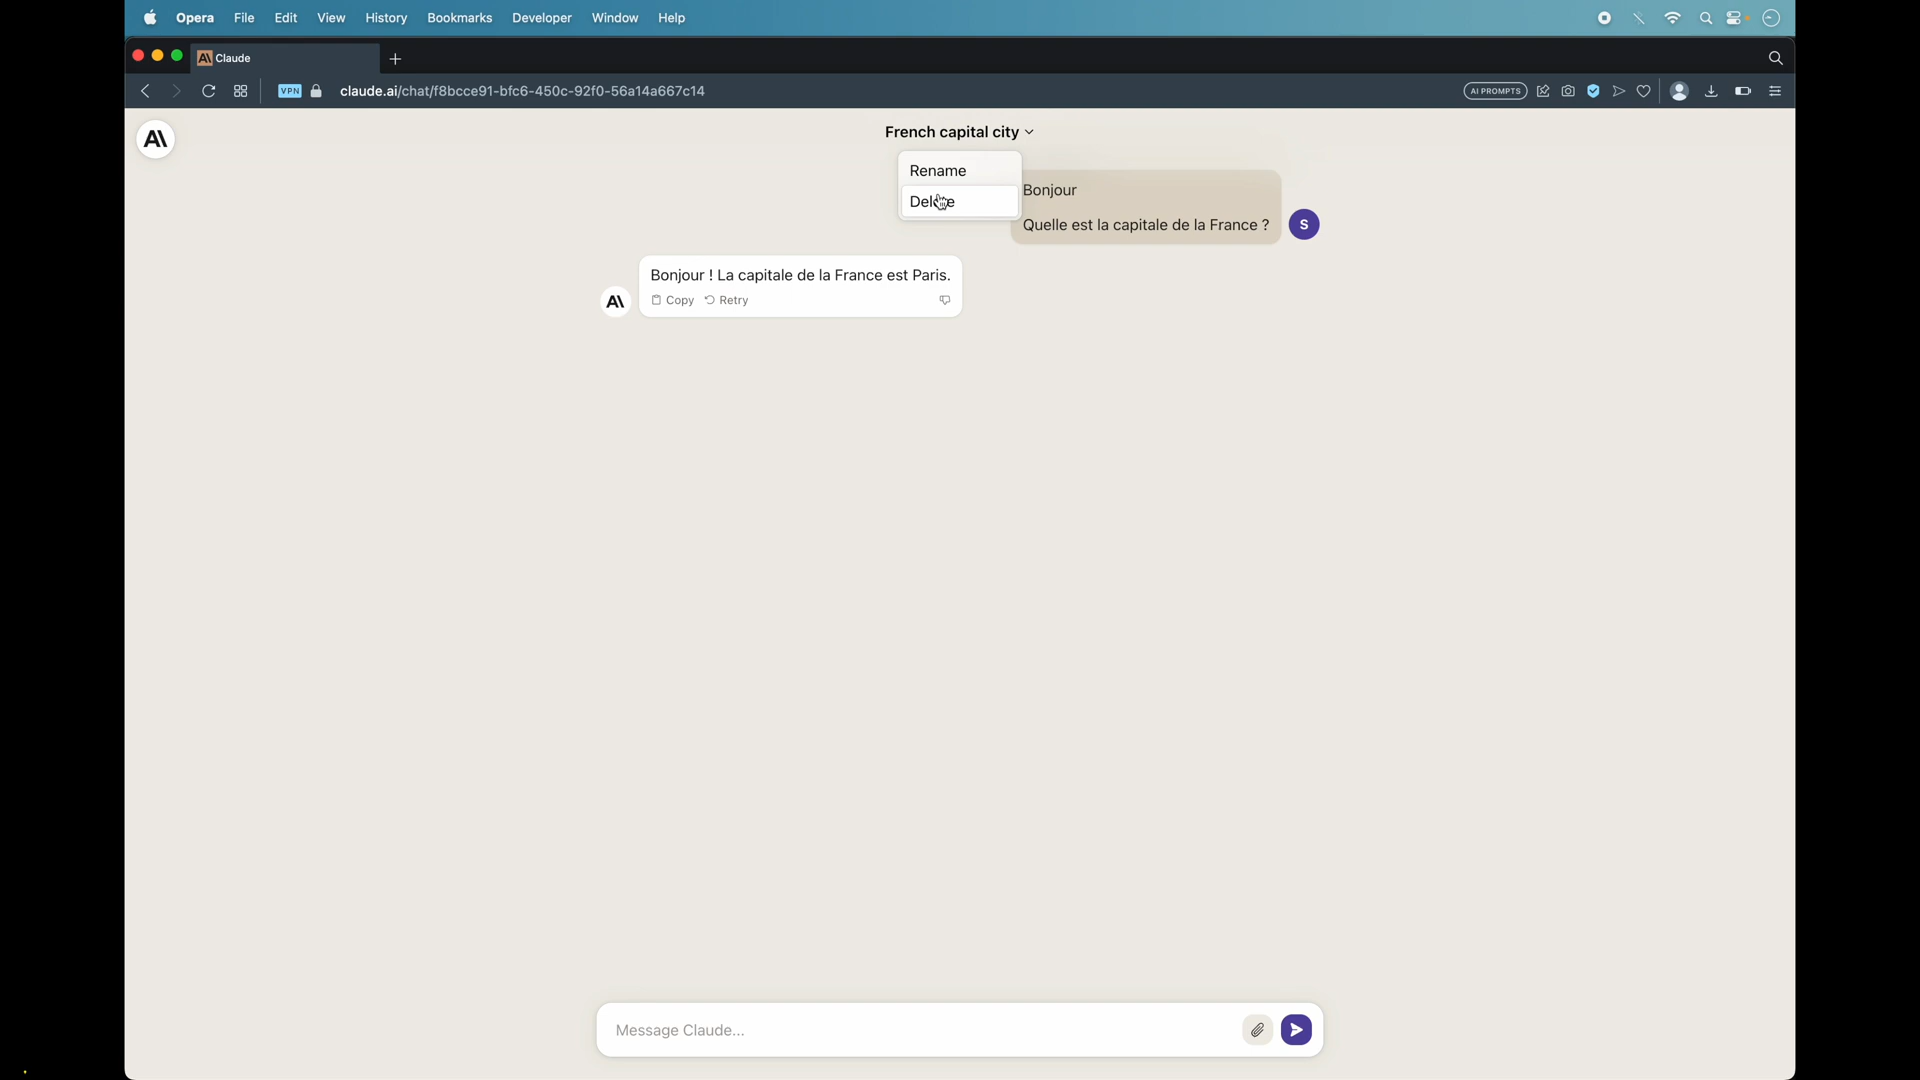 Opera File Edit View History Bookmarks Developer Window Help
Claude
VPN claude.ai/chat/f8bcce91-bfc6-450c-92f0-56a14a667c14 AI PROMPTS
French capital city
Rename
Delete
Bonjour
Quelle est la capitale de la France ?
S
Bonjour ! La capitale de la France est Paris.
Copy Retry
Message Claude...